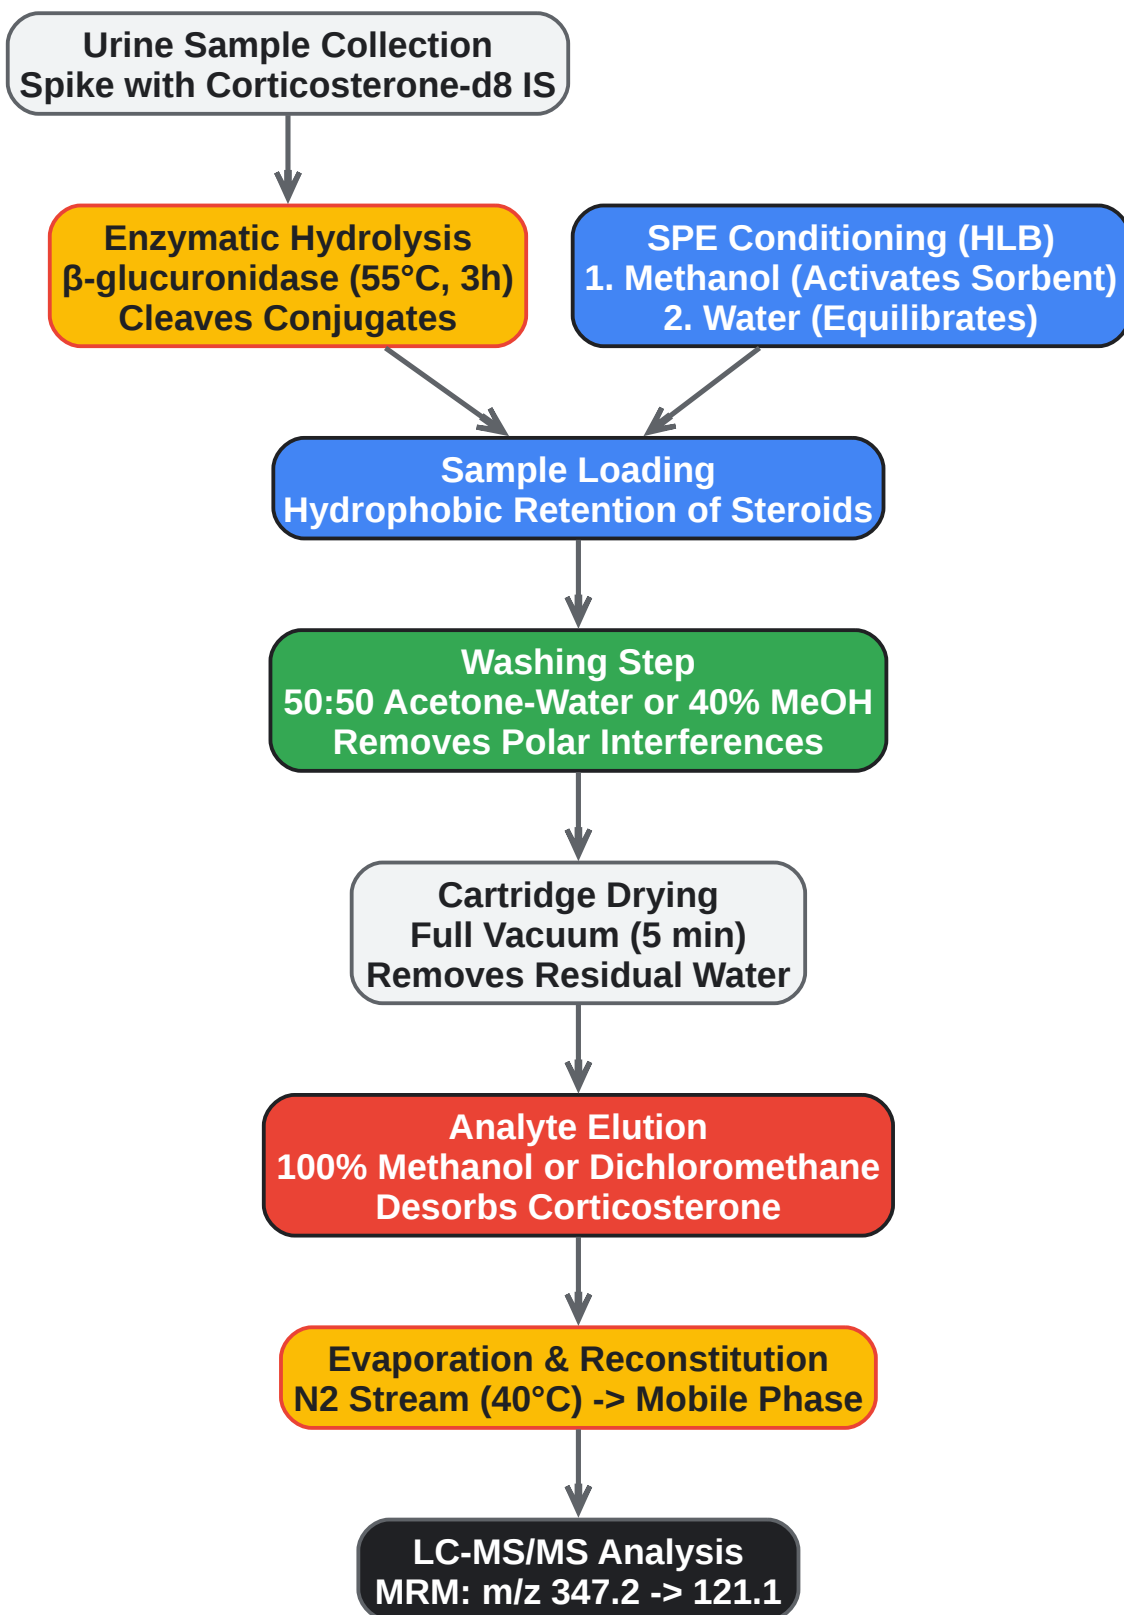 Urine Sample Collection
Spike with Corticosterone-d8 IS
Enzymatic Hydrolysis
β-glucuronidase (55°C, 3h)
Cleaves Conjugates
SPE Conditioning (HLB)
1. Methanol (Activates Sorbent)
2. Water (Equilibrates)
Sample Loading
Hydrophobic Retention of Steroids
Washing Step
50:50 Acetone-Water or 40% MeOH
Removes Polar Interferences
Cartridge Drying
Full Vacuum (5 min)
Removes Residual Water
Analyte Elution
100% Methanol or Dichloromethane
Desorbs Corticosterone
Evaporation & Reconstitution
N2 Stream (40°C) -> Mobile Phase
LC-MS/MS Analysis
MRM: m/z 347.2 -> 121.1